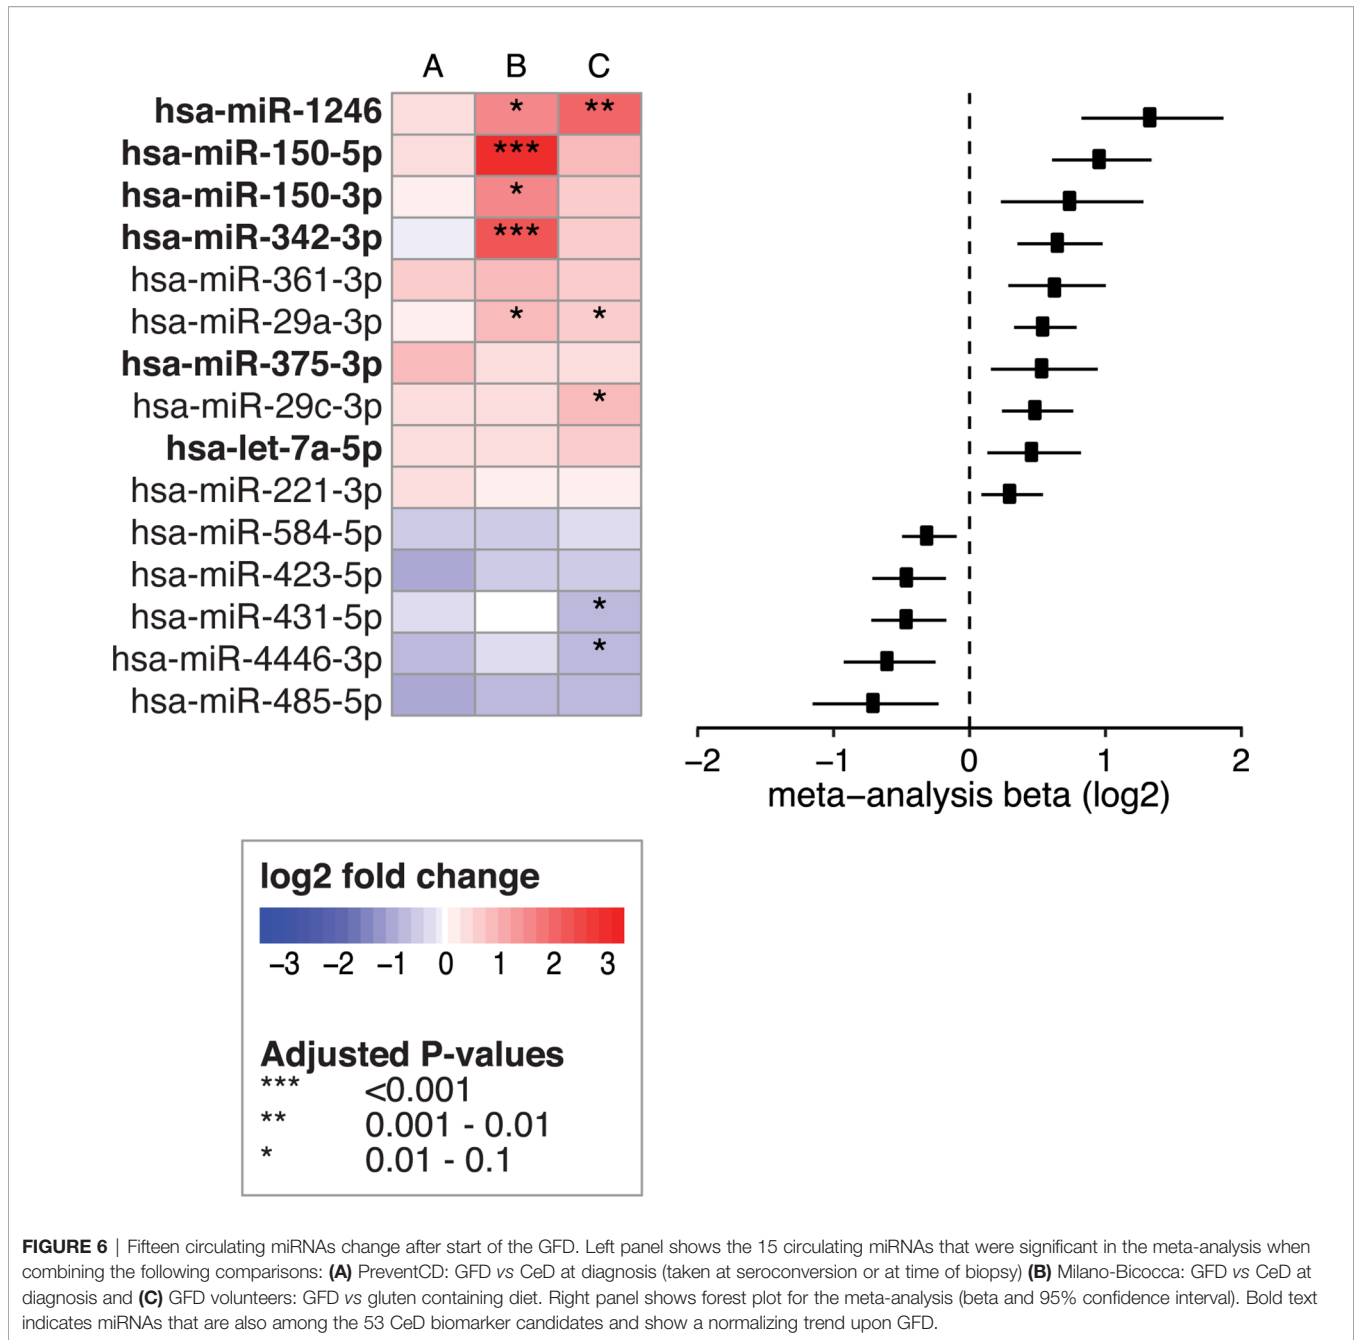 A B C
hsa-miR-1246 * **
hsa-miR-150-5p ***
hsa-miR-150-3p *
hsa-miR-342-3p ***
hsa-miR-361-3p
hsa-miR-29a-3p * *
hsa-miR-375-3p
hsa-miR-29c-3p *
hsa-let-7a-5p
hsa-miR-221-3p
hsa-miR-584-5p
hsa-miR-423-5p
hsa-miR-431-5p *
hsa-miR-4446-3p *
hsa-miR-485-5p
−2 −1 0 1 2
meta−analysis beta (log2)
log2 fold change
−3 −2 −1 0 1 2 3
Adjusted P-values
*** <0.001
** 0.001 - 0.01
* 0.01 - 0.1
FIGURE 6 | Fifteen circulating miRNAs change after start of the GFD. Left panel shows the 15 circulating miRNAs that were significant in the meta-analysis when
combining the following comparisons: (A) PreventCD: GFD vs CeD at diagnosis (taken at seroconversion or at time of biopsy) (B) Milano-Bicocca: GFD vs CeD at
diagnosis and (C) GFD volunteers: GFD vs gluten containing diet. Right panel shows forest plot for the meta-analysis (beta and 95% confidence interval). Bold text
indicates miRNAs that are also among the 53 CeD biomarker candidates and show a normalizing trend upon GFD.